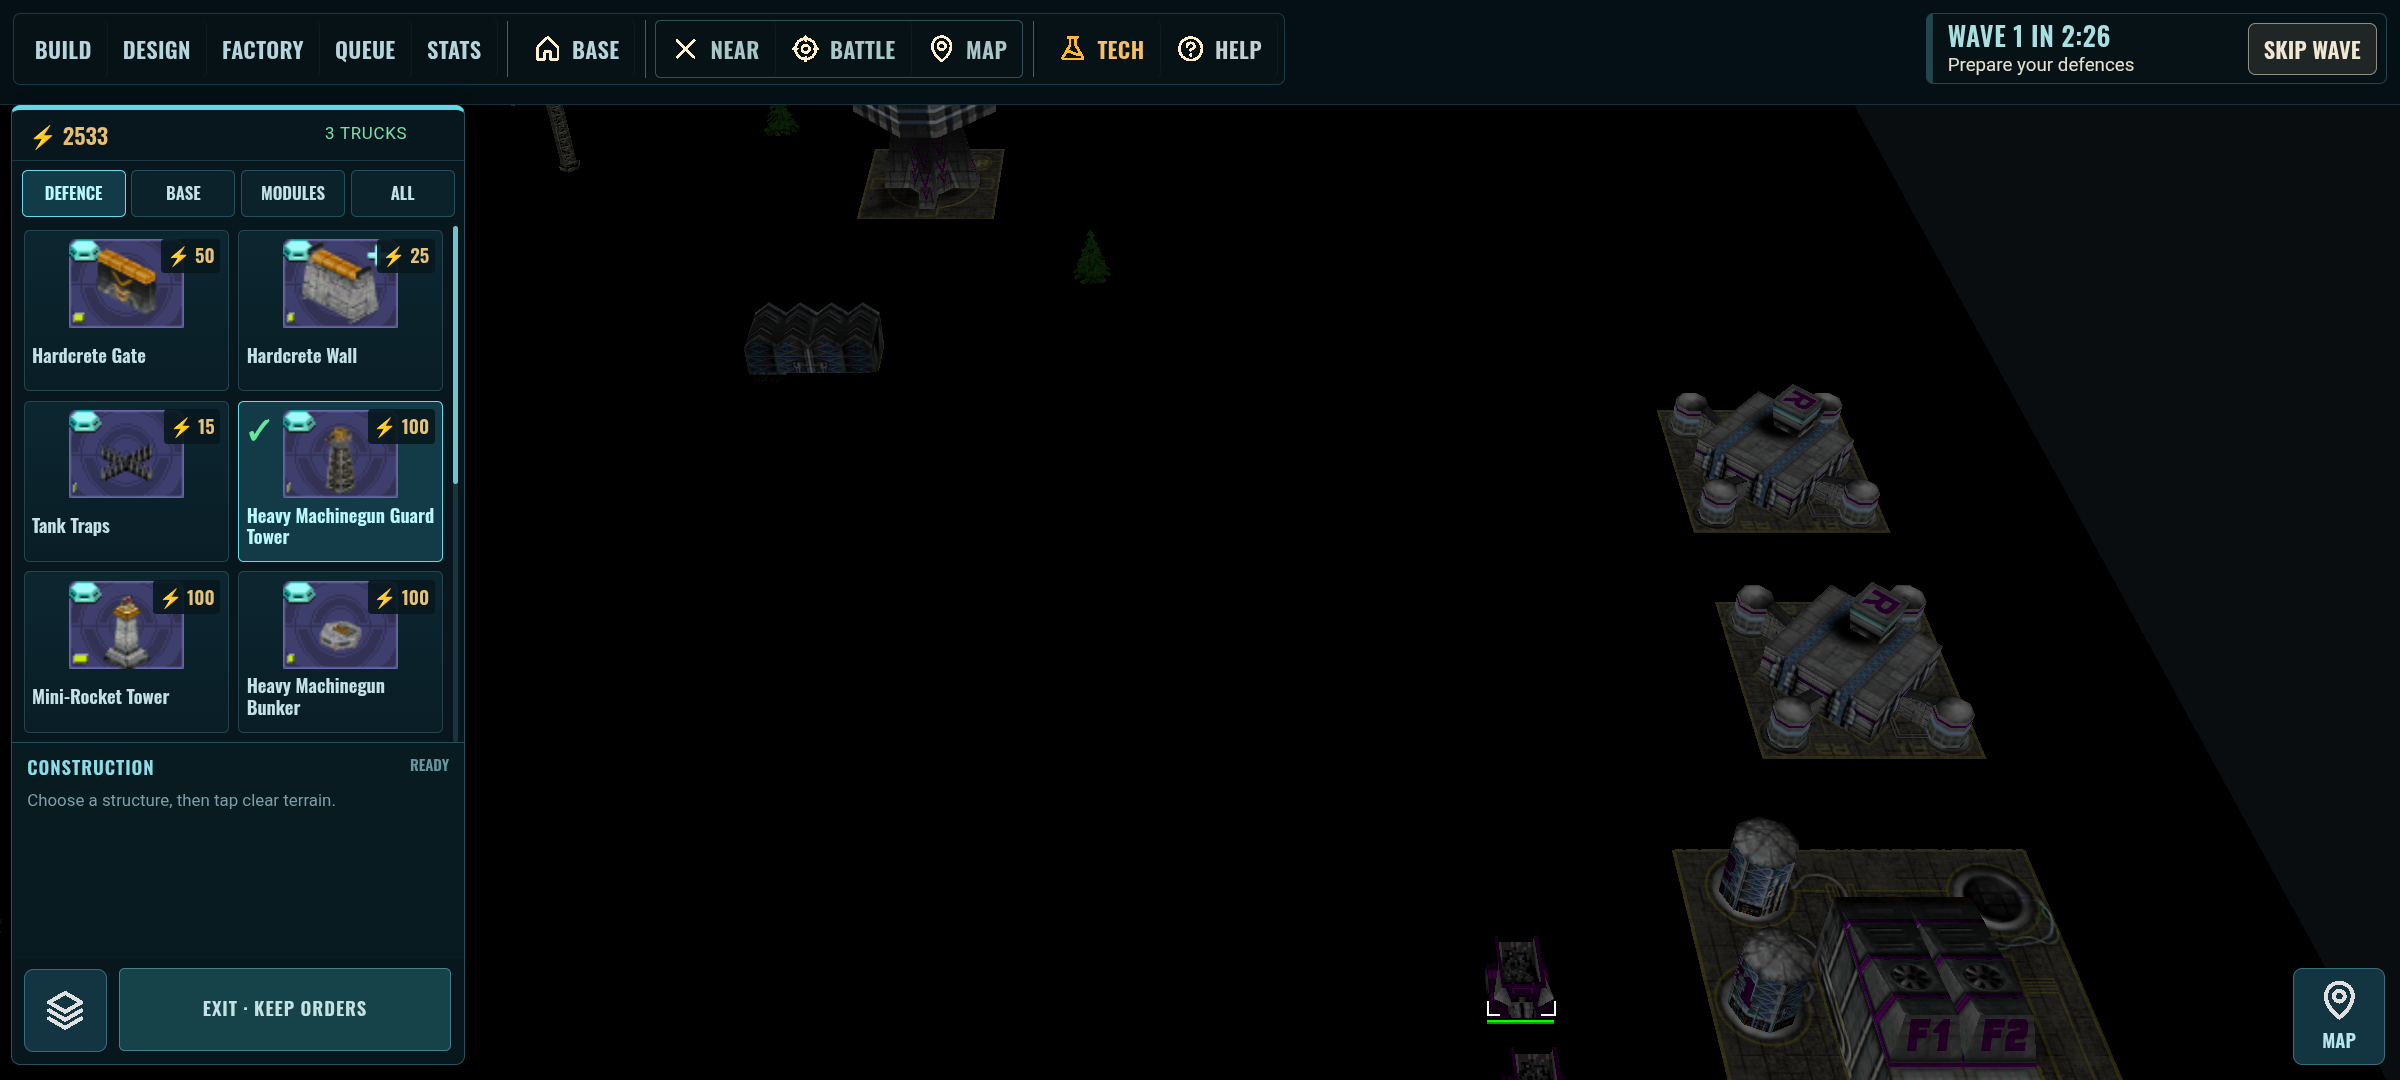 BUILD
DESIGN
FACTORY
QUEUE
STATS
BASE
NEAR
BATTLE
MAP
TECH
HELP
WAVE 1 IN 2:26
Prepare your defences
SKIP WAVE
2533
3 TRUCKS
DEFENCE
BASE
MODULES
ALL
50
Hardcrete Gate
25
Hardcrete Wall
15
Tank Traps
100
Heavy Machinegun Guard
Tower
100
Mini-Rocket Tower
100
Heavy Machinegun
Bunker
CONSTRUCTION
READY
Choose a structure, then tap clear terrain.
EXIT · KEEP ORDERS
R
R
F1
F2
MAP